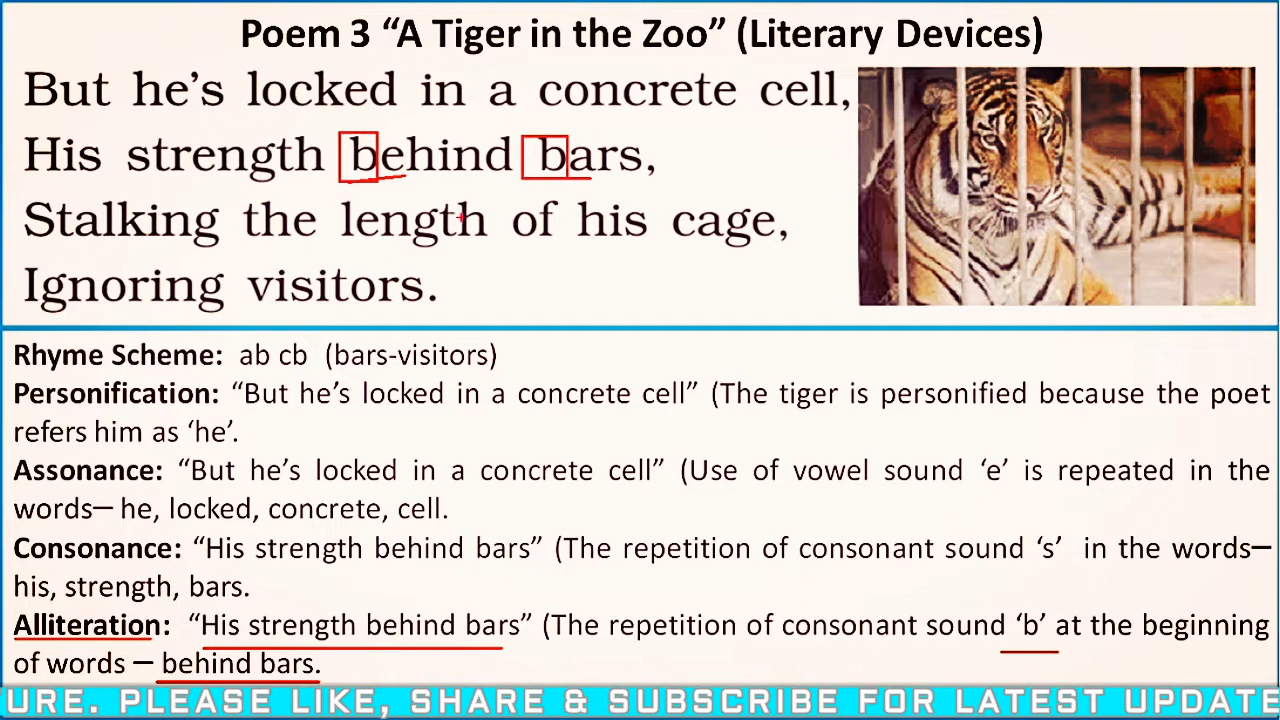 Poem 3 “A Tiger in the Zoo” (Literary Devices)
But he’s locked in a concrete cell,
His strength behind bars,
Stalking the length of his cage,
Ignoring visitors.
Rhyme Scheme: ab cb (bars-visitors)
Personification: “But he’s locked in a concrete cell” (The tiger is personified because the poet
refers him as ‘he’.
Assonance: “But he’s locked in a concrete cell” (Use of vowel sound ‘e’ is repeated in the
words— he, locked, concrete, cell.
Consonance: “His strength behind bars” (The repetition of consonant sound ‘s’ in the words—
his, strength, bars.
Alliteration: “His strength behind bars” (The repetition of consonant sound ‘b’ at the beginning
of words — behind bars.
URE. PLEASE LIKE, SHARE & SUBSCRIBE FOR LATEST UPDATE